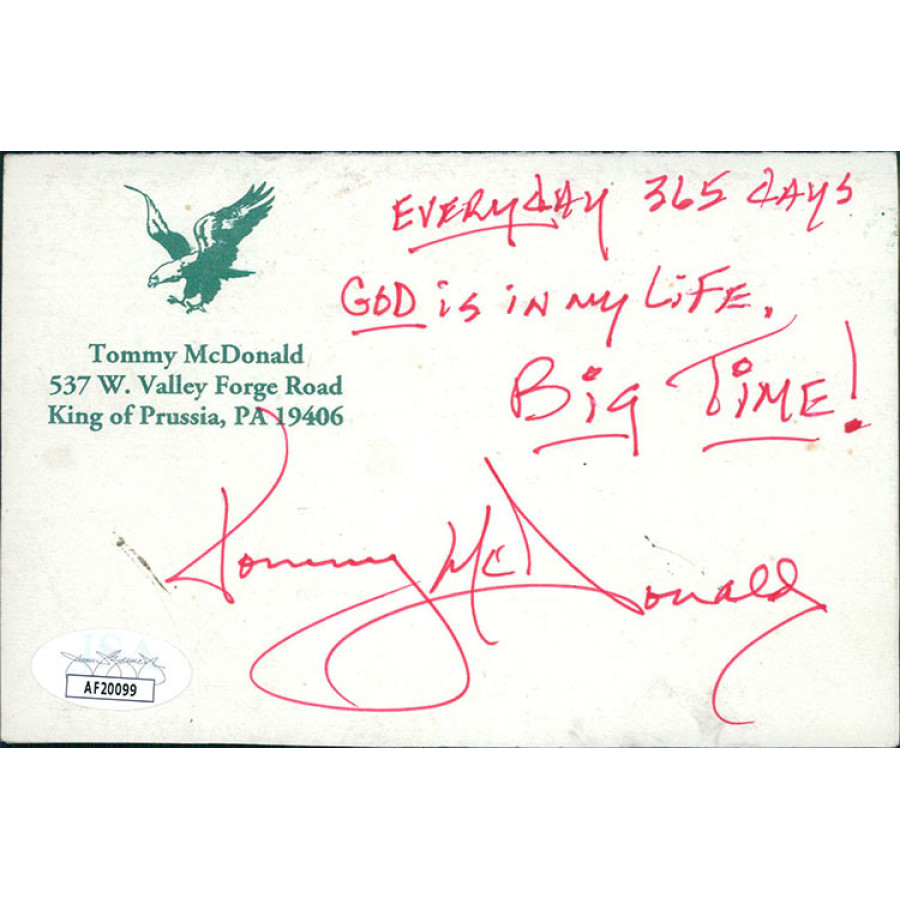 EVERYDAY 365 DAYS
GOD is in my LiFE.
Big TiME!
Tommy McDonald
537 W. Valley Forge Road
King of Prussia, PA 19406
Tommy McDonald
JSA
AF20099